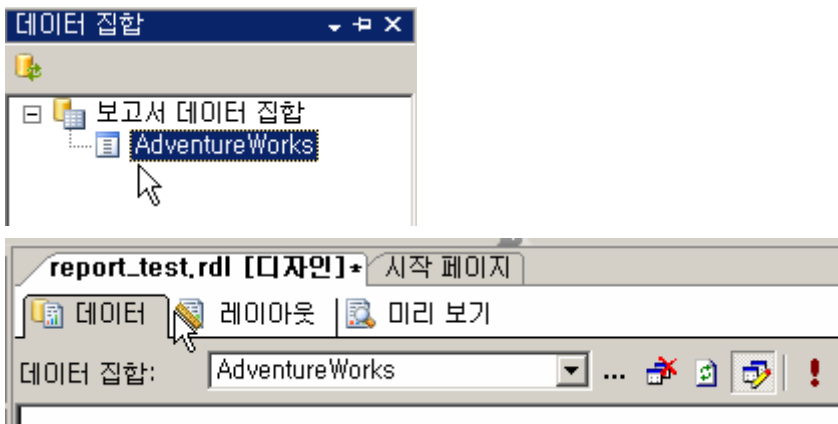 데이터 집합
보고서 데이터 집합
AdventureWorks
report_test.rdl [디자인]* 시작 페이지
데이터 레이아웃 미리 보기
데이터 집합: AdventureWorks ...